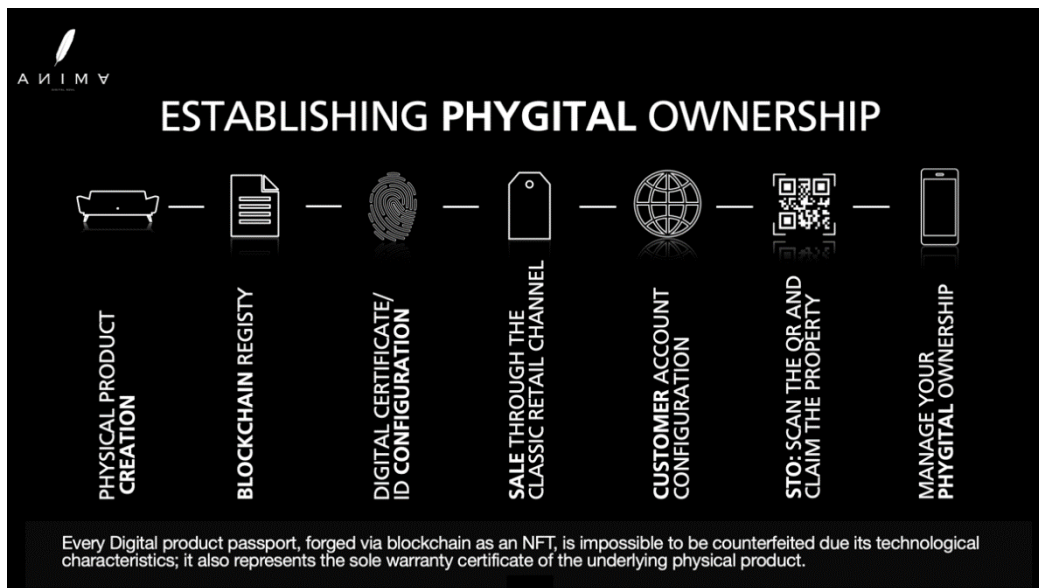 ANIMA
ESTABLISHING PHYGITAL OWNERSHIP
PHYSICAL PRODUCT
CREATION
BLOCKCHAIN REGISTY
DIGITAL CERTIFICATE/
ID CONFIGURATION
SALE THROUGH THE
CLASSIC RETAIL CHANNEL
CUSTOMER ACCOUNT
CONFIGURATION
STO: SCAN THE QR AND
CLAIM THE PROPERTY
MANAGE YOUR
PHYGITAL OWNERSHIP
Every Digital product passport, forged via blockchain as an NFT, is impossible to be counterfeited due its technological
characteristics; it also represents the sole warranty certificate of the underlying physical product.